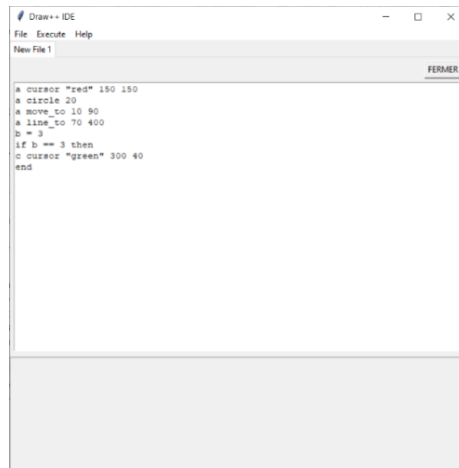 Draw++ IDE
File Execute Help
New File 1
FERMER
a cursor "red" 150 150
a circle 20
a move_to 10 90
a line_to 70 400
b = 3
if b == 3 then
c cursor "green" 300 40
end